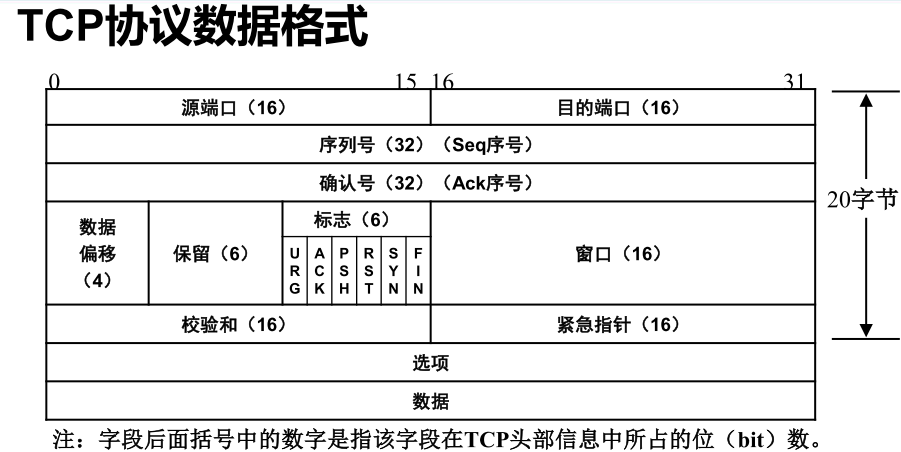 TCP协议数据格式
0 15 16 31
源端口（16） 目的端口（16）
序列号（32）（Seq序号）
确认号（32）（Ack序号）
20字节
数据偏移（4） 保留（6） 标志（6） 窗口（16）
URG ACK PSH RST SYN FIN
校验和（16） 紧急指针（16）
选项
数据
注：字段后面括号中的数字是指该字段在TCP头部信息中所占的位（bit）数。